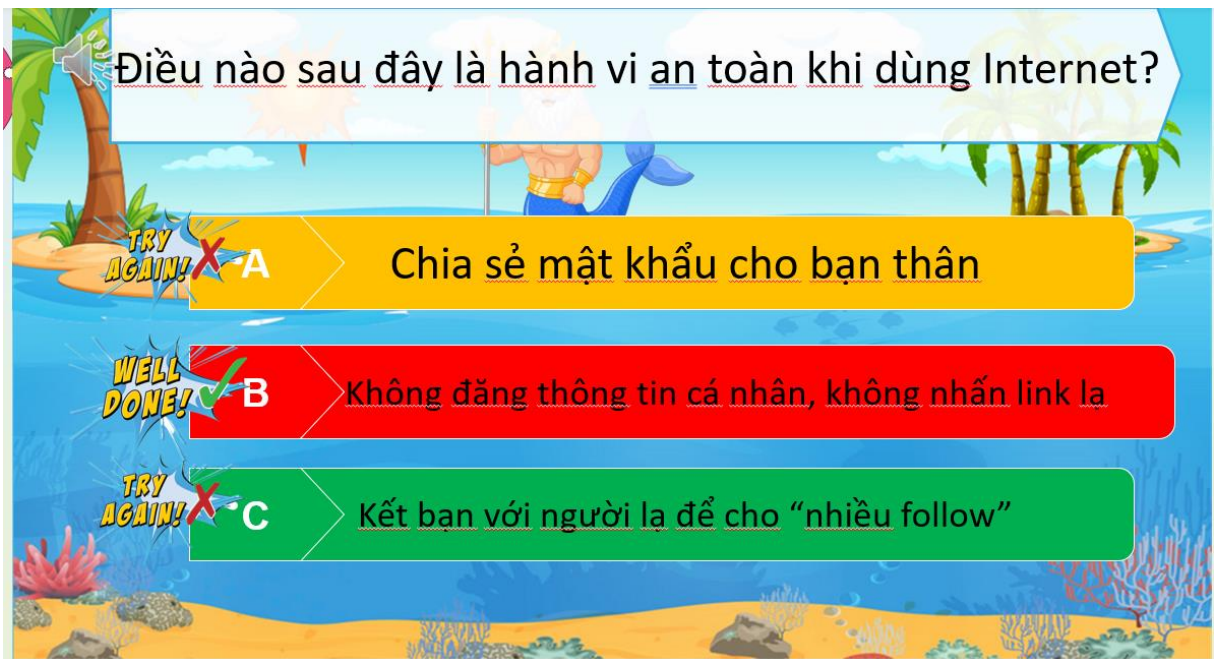 Điều nào sau đây là hành vi an toàn khi dùng Internet?
TRY
AGAIN!
A
Chia sẻ mật khẩu cho bạn thân
WELL
DONE!
B
Không đăng thông tin cá nhân, không nhấn link lạ
TRY
AGAIN!
C
Kết bạn với người lạ để cho “nhiều follow”